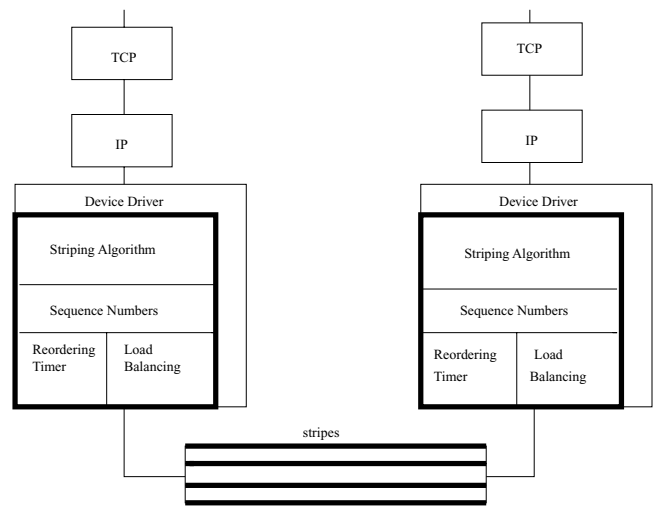 TCP
IP
Device Driver
Striping Algorithm
Sequence Numbers
Reordering
Timer
Load
Balancing
TCP
IP
Device Driver
Striping Algorithm
Sequence Numbers
Reordering
Timer
Load
Balancing
stripes